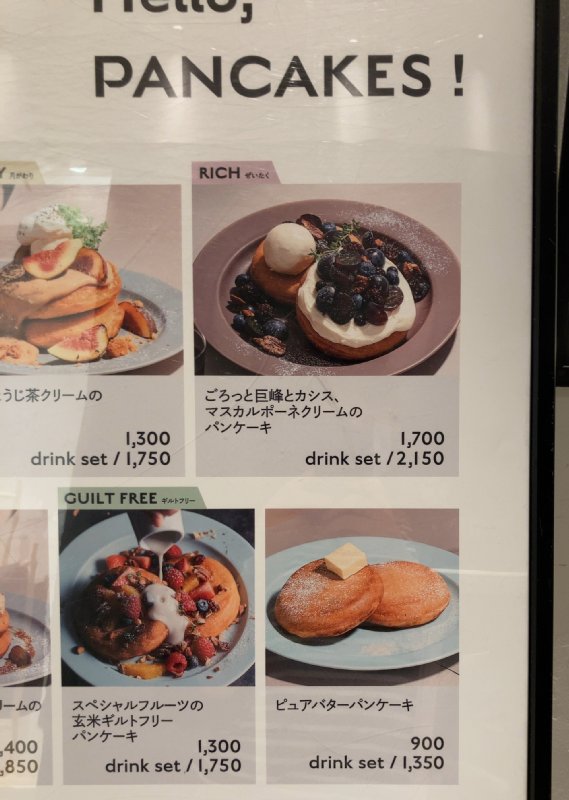 Hello,
PANCAKES !
月がわり
RICH ぜいたく
うじ茶クリームの
1,300
drink set / 1,750
ごろっと巨峰とカシス、
マスカルポーネクリームの
パンケーキ
1,700
drink set / 2,150
GUILT FREE ギルトフリー
ームの
,400
,850
スペシャルフルーツの
玄米ギルトフリー
パンケーキ
1,300
drink set / 1,750
ピュアバターパンケーキ
900
drink set / 1,350